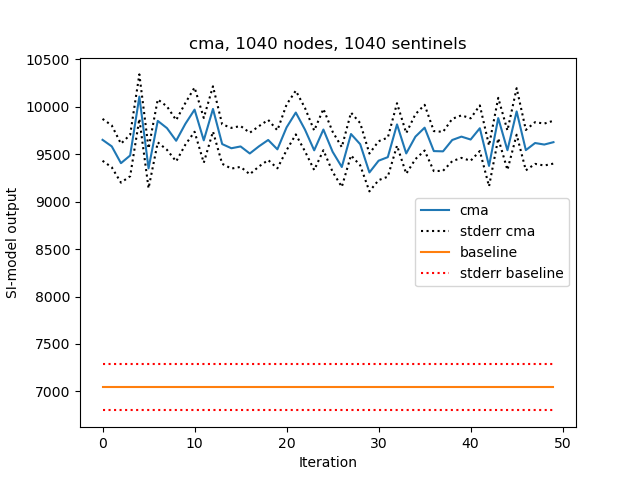 cma, 1040 nodes, 1040 sentinels
10500
10000
9500
9000
8500
8000
7500
7000
SI-model output
cma
stderr cma
baseline
stderr baseline
0 10 20 30 40 50
Iteration